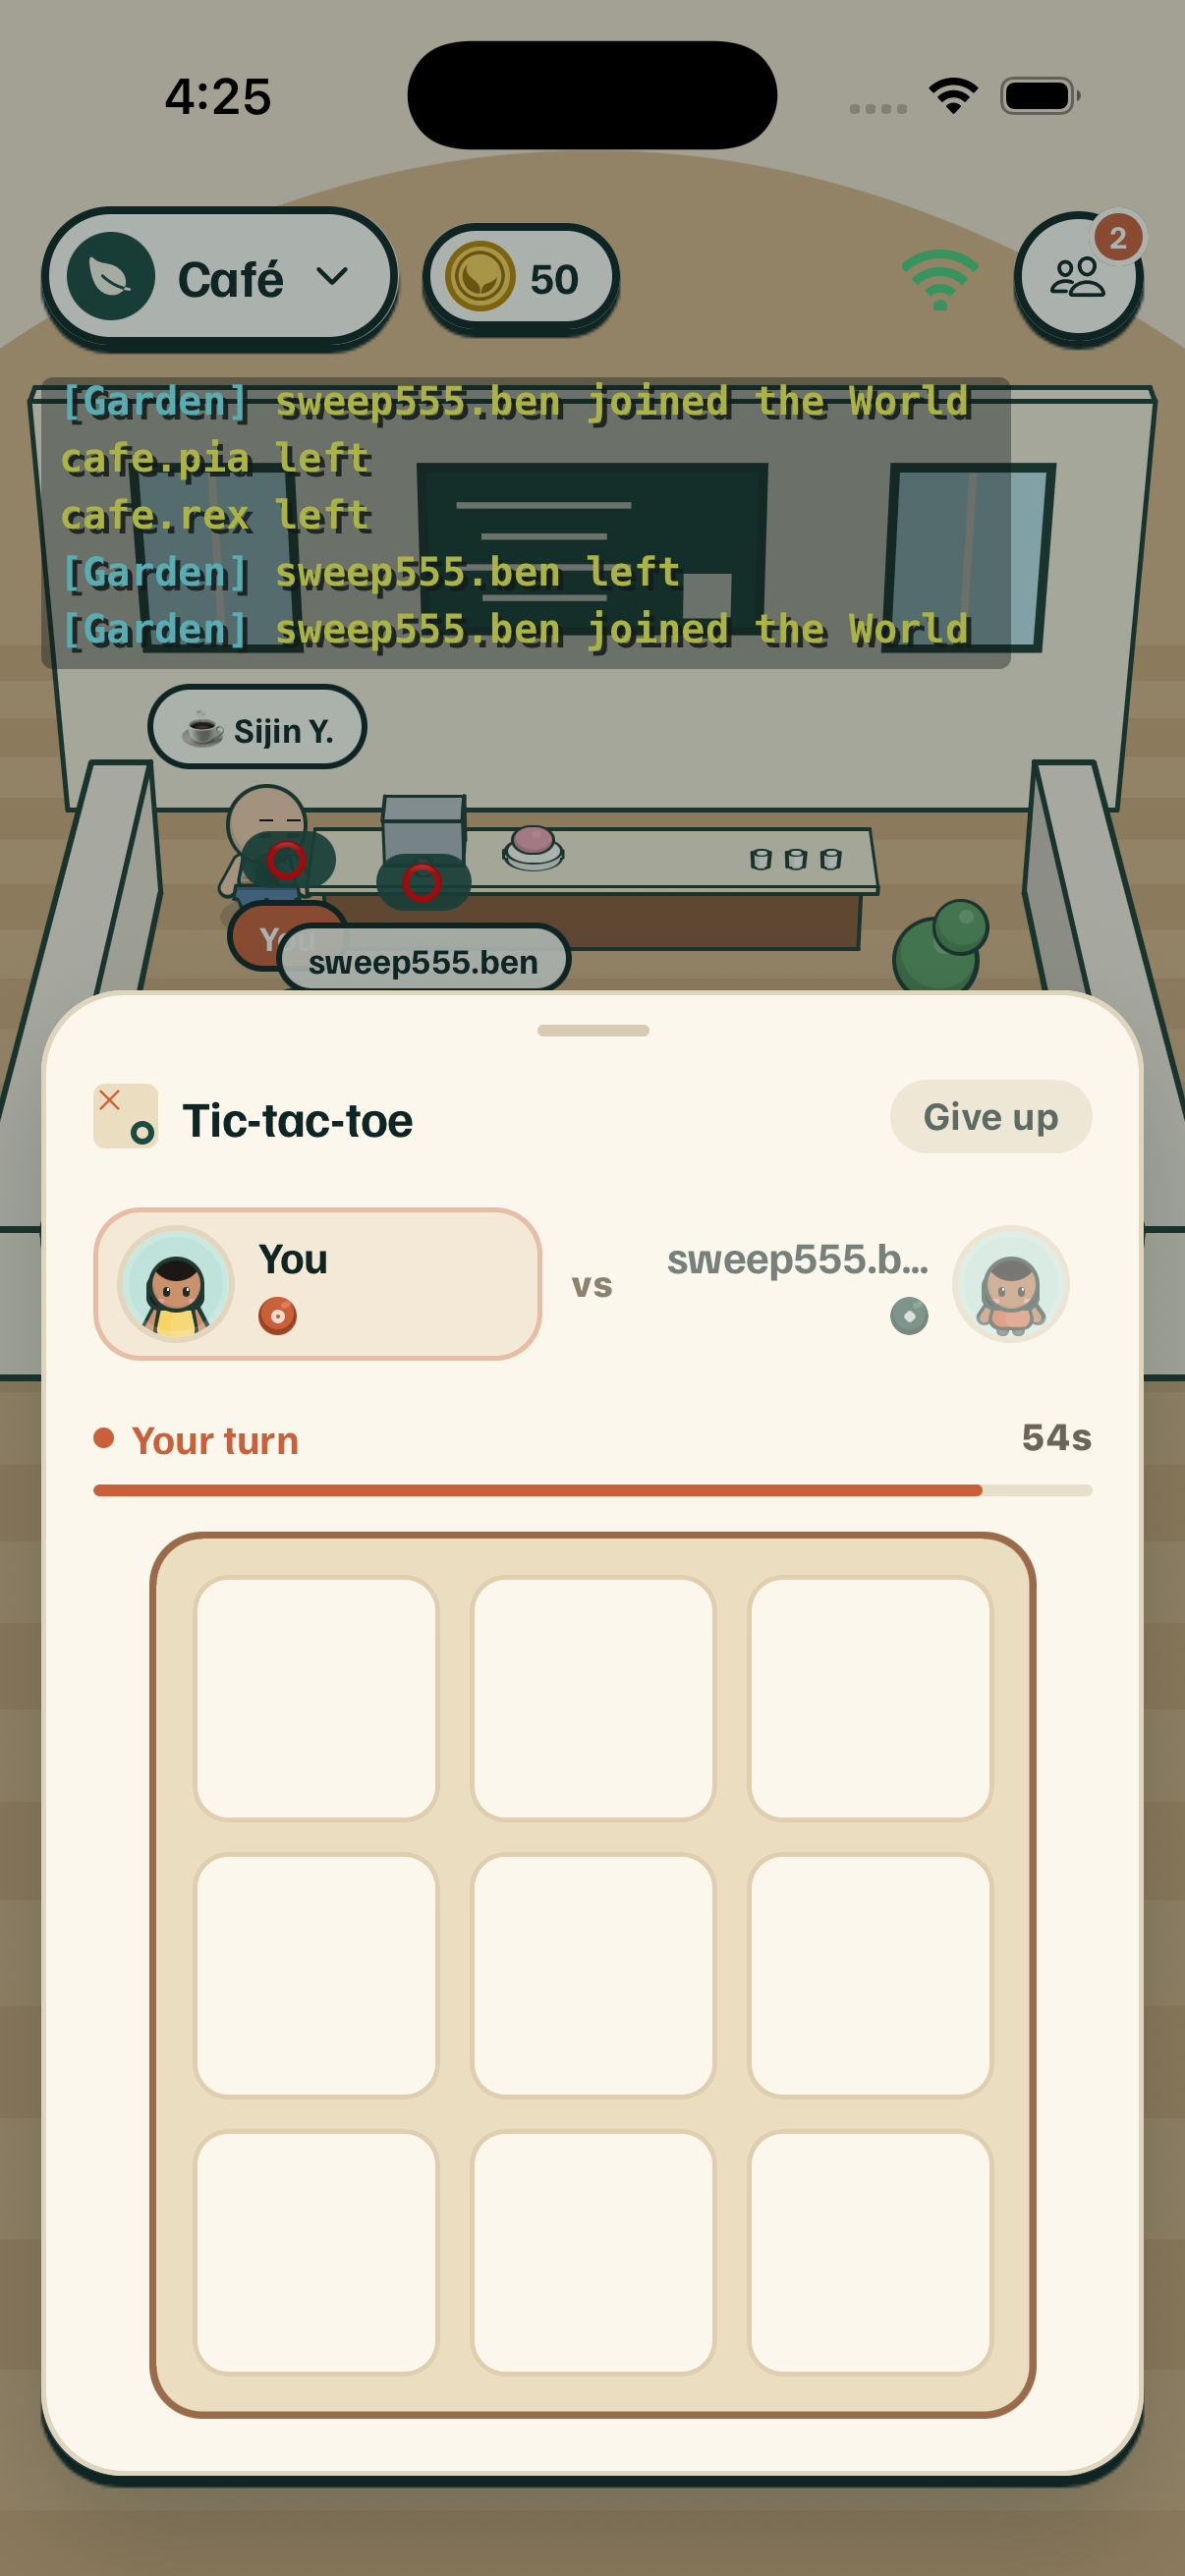 4:25
Café
50
2
[Garden] sweep555.ben joined the World
cafe.pia left
cafe.rex left
[Garden] sweep555.ben left
[Garden] sweep555.ben joined the World
Sijin Y.
You
sweep555.ben
Tic-tac-toe
Give up
You
vs
sweep555.b...
Your turn
54s